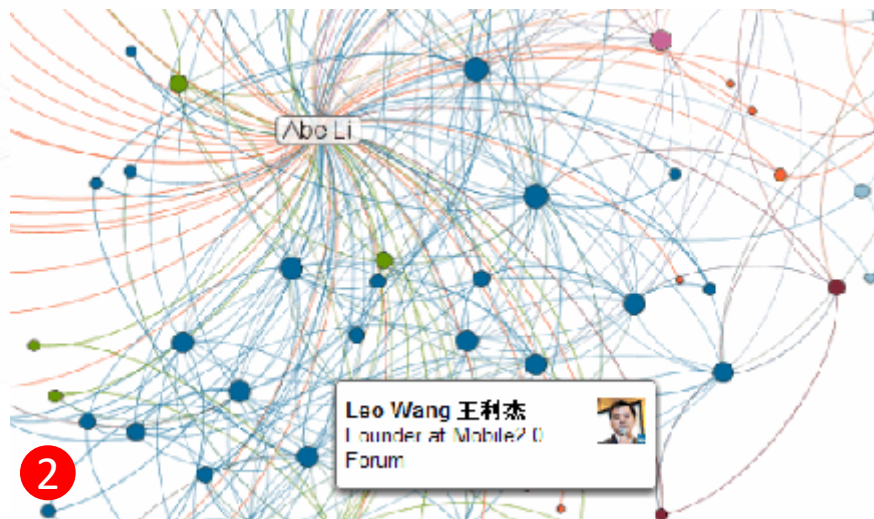 Abe Li
Leo Wang 王利杰
Founder at Mobile2.0
Forum
2